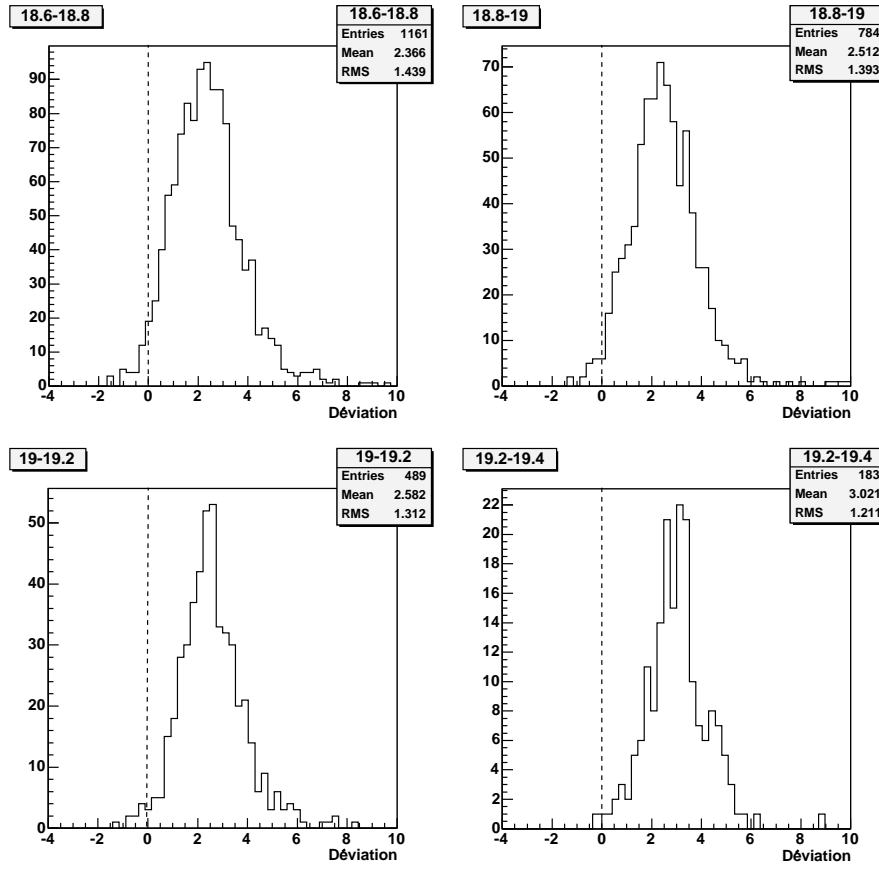 18.6-18.8
18.6-18.8
Entries 1161
Mean 2.366
RMS 1.439
90
80
70
60
50
40
30
20
10
0
-4 -2 0 2 4 6 8 10
Déviation
18.8-19
18.8-19
Entries 784
Mean 2.512
RMS 1.393
70
60
50
40
30
20
10
0
-4 -2 0 2 4 6 8 10
Déviation
19-19.2
19-19.2
Entries 489
Mean 2.582
RMS 1.312
50
40
30
20
10
0
-4 -2 0 2 4 6 8 10
Déviation
19.2-19.4
19.2-19.4
Entries 183
Mean 3.021
RMS 1.211
22
20
18
16
14
12
10
8
6
4
2
0
-4 -2 0 2 4 6 8 10
Déviation